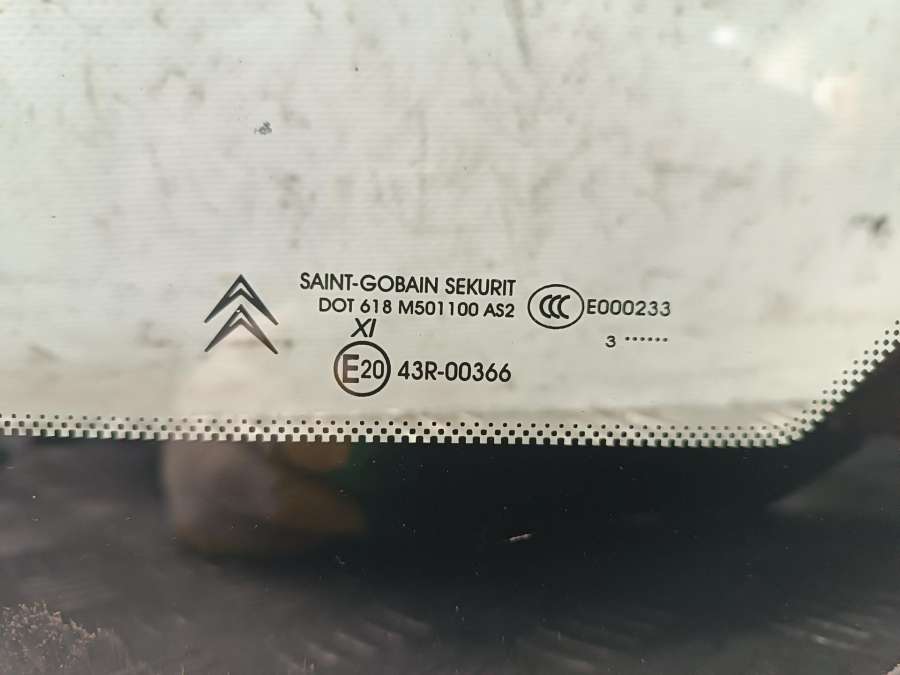 SAINT-GOBAIN SEKURIT
DOT 618 M501100 AS2
CCC E000233
XI
3 ••••••
E20 43R-00366